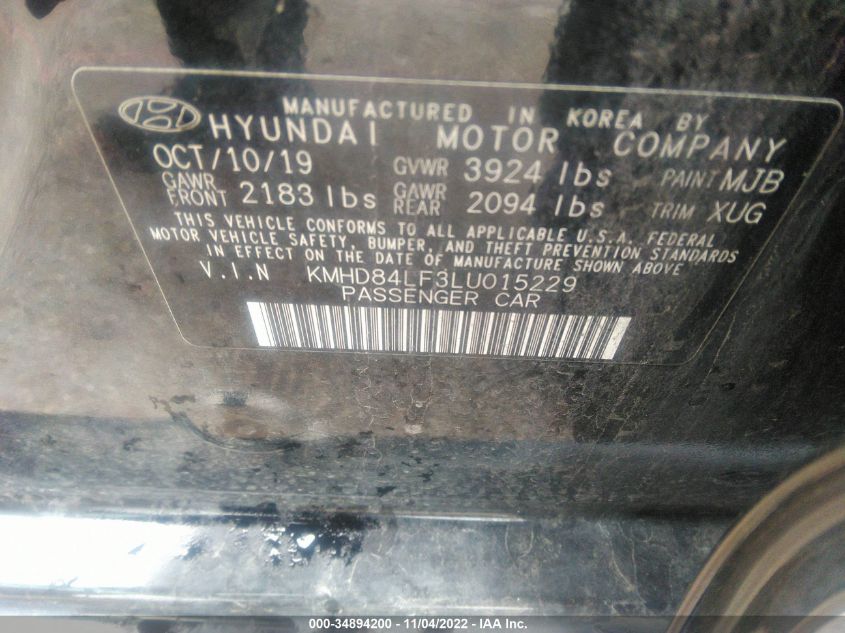 MANUFACTURED IN KOREA BY
HYUNDAI MOTOR COMPANY
OCT/10/19 GVWR 3924 lbs PAINT MJB
GAWR FRONT 2183 lbs GAWR REAR 2094 lbs TRIM XUG
THIS VEHICLE CONFORMS TO ALL APPLICABLE U.S.A. FEDERAL
MOTOR VEHICLE SAFETY, BUMPER, AND THEFT PREVENTION STANDARDS
IN EFFECT ON THE DATE OF MANUFACTURE SHOWN ABOVE
V.I.N KMHD84LF3LU015229
PASSENGER CAR
000-34894200 - 11/04/2022 - IAA Inc.